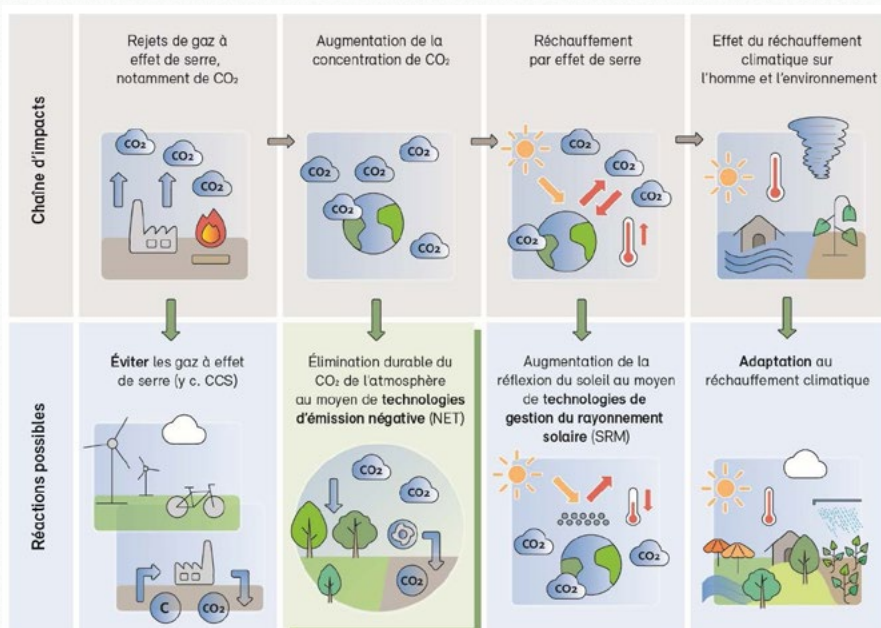 Chaîne d'impacts
Rejets de gaz à
effet de serre,
notamment de CO₂
CO₂
CO₂
CO₂
Augmentation de la
concentration de CO₂
CO₂
CO₂
CO₂
CO₂
CO₂
Réchauffement
par effet de serre
CO₂
CO₂
CO₂
CO₂
Effet du réchauffement
climatique sur
l'homme et l'environnement
Réactions possibles
Éviter les gaz à effet
de serre (y c. CCS)
C
CO₂
Élimination durable du
CO₂ de l'atmosphère
au moyen de technologies
d'émission négative (NET)
CO₂
CO₂
CO₂
Augmentation de la
réflexion du soleil au moyen
de technologies de
gestion du rayonnement
solaire (SRM)
CO₂
CO₂
CO₂
Adaptation au
réchauffement climatique